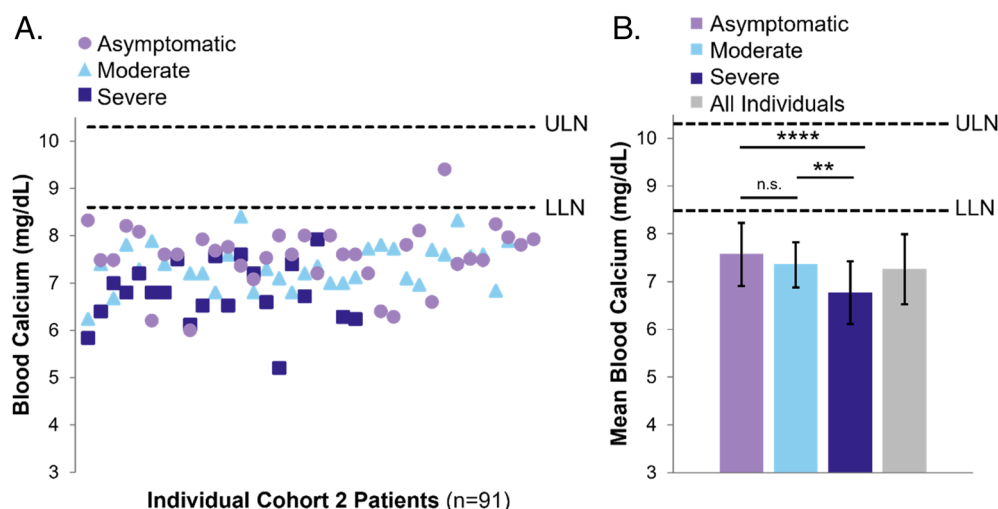 A.
Asymptomatic
Moderate
Severe
Blood Calcium (mg/dL)
10
9
8
7
6
5
4
3
ULN
LLN
Individual Cohort 2 Patients (n=91)
B.
Asymptomatic
Moderate
Severe
All Individuals
Mean Blood Calcium (mg/dL)
10
9
8
7
6
5
4
3
ULN
****
**
n.s.
LLN